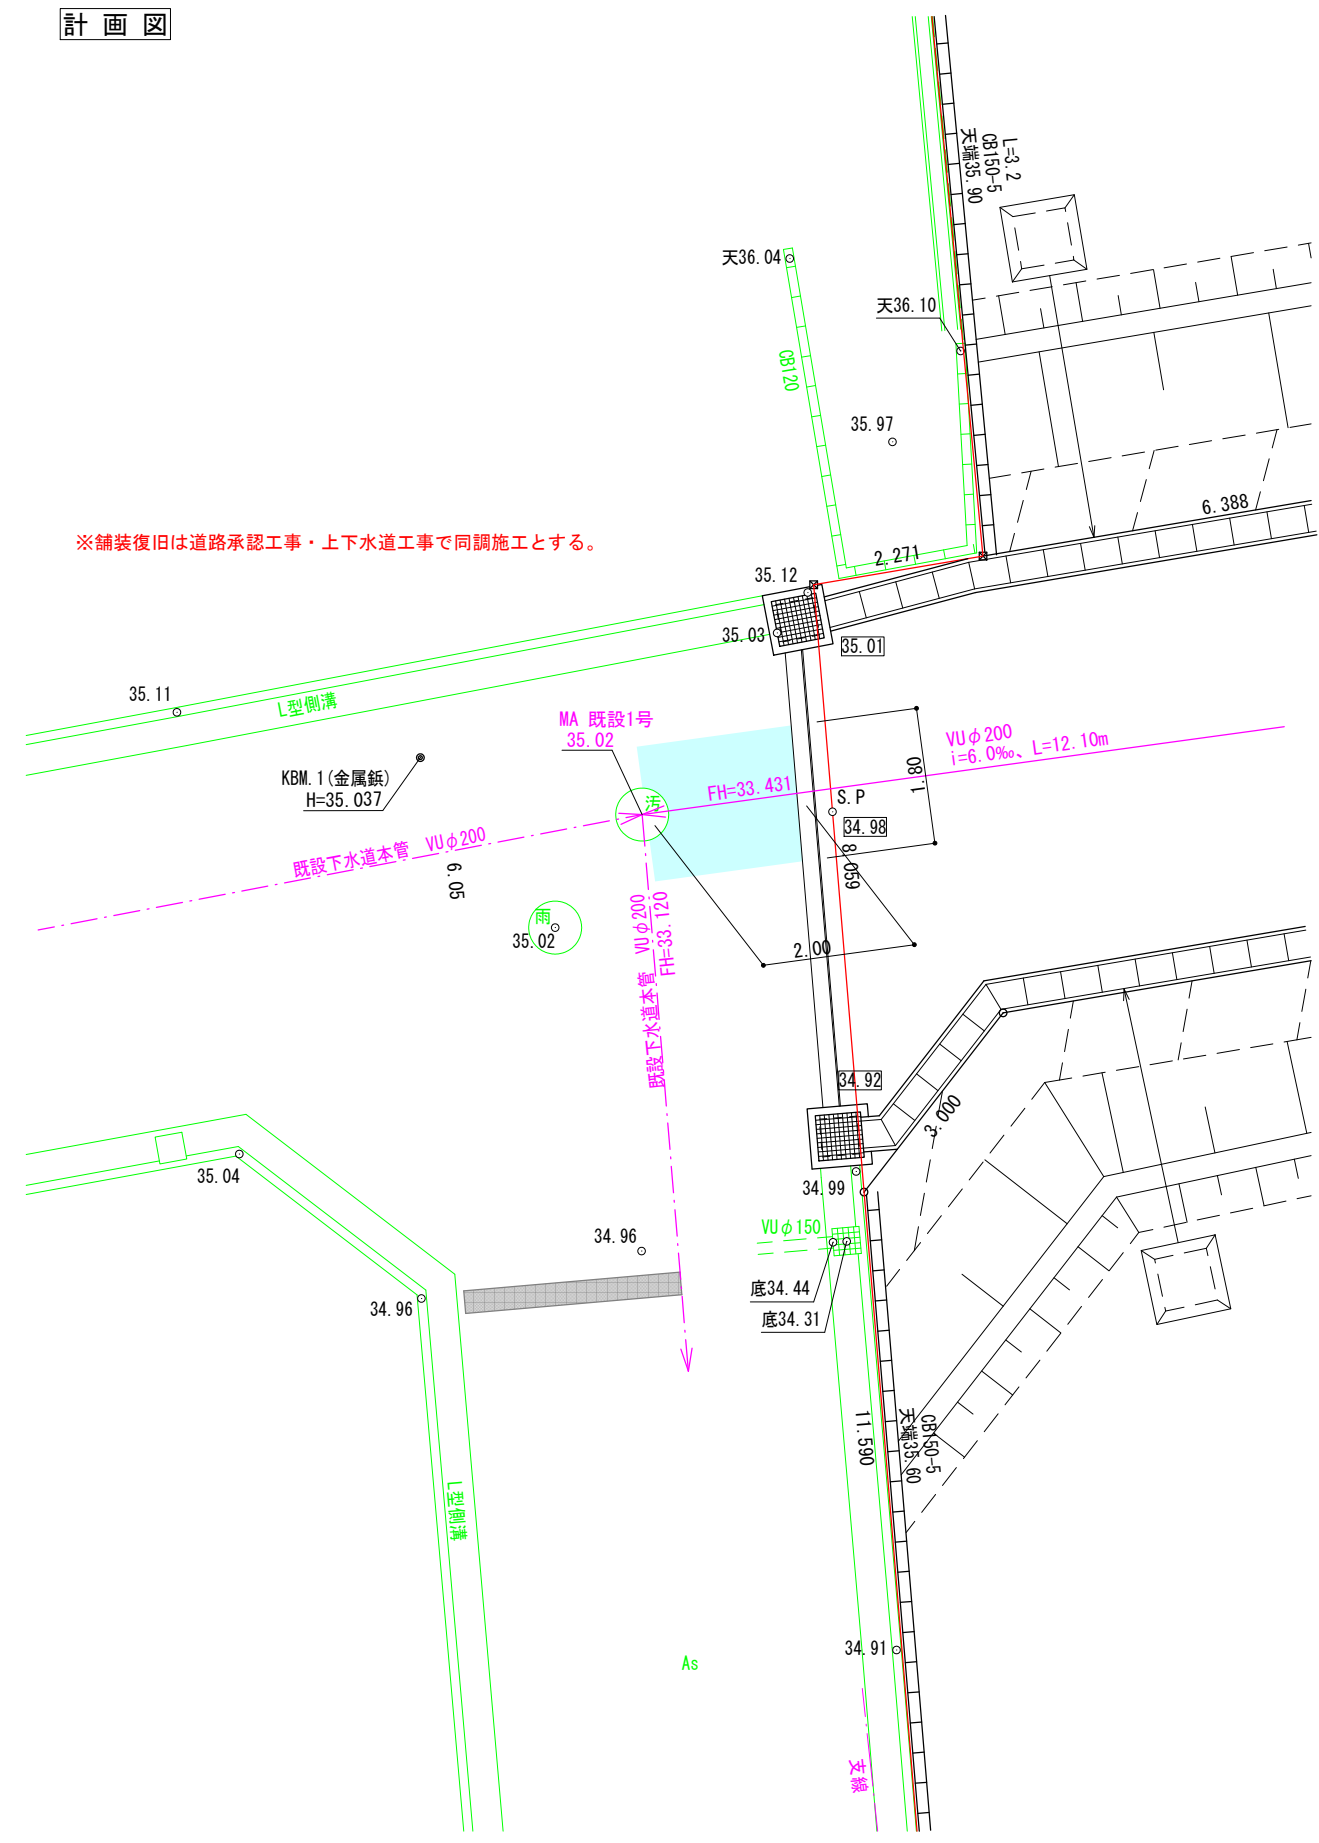 計画図
L=3.2
CB150-5
天端35.90
天36.04
天36.10
CB120
35.97
6.388
※舗装復旧は道路承認工事・上下水道工事で同調施工とする。
2.271
35.12
35.03
35.01
35.11
L型側溝
MA 既設1号
35.02
VUφ200
i=6.0‰、L=12.10m
1.80
KBM.1(金属鋲)
H=35.037
FH=33.431
汚
S.P
34.98
8.059
既設下水道本管 VUφ200
6.05
雨
35.02
既設下水道本管 VUφ200
FH=33.120
2.00
34.92
3.000
35.04
34.99
34.96
VUφ150
底34.44
底34.31
34.96
11.590
CB150-5
天端35.60
L型側溝
34.91
As
支線